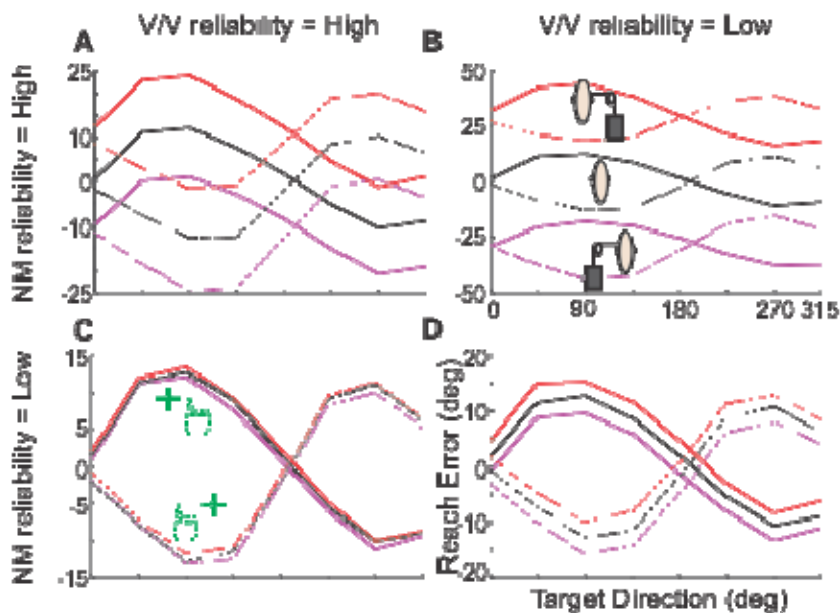 V/V reliability = High
V/V reliability = Low
A
B
NM reliability = High
25
10
0
-10
-25
50
25
0
-25
-50
0
90
180
270
315
C
D
NM reliability = Low
15
5
0
-5
-15
Reach Error (deg)
20
10
0
-10
-20
Target Direction (deg)